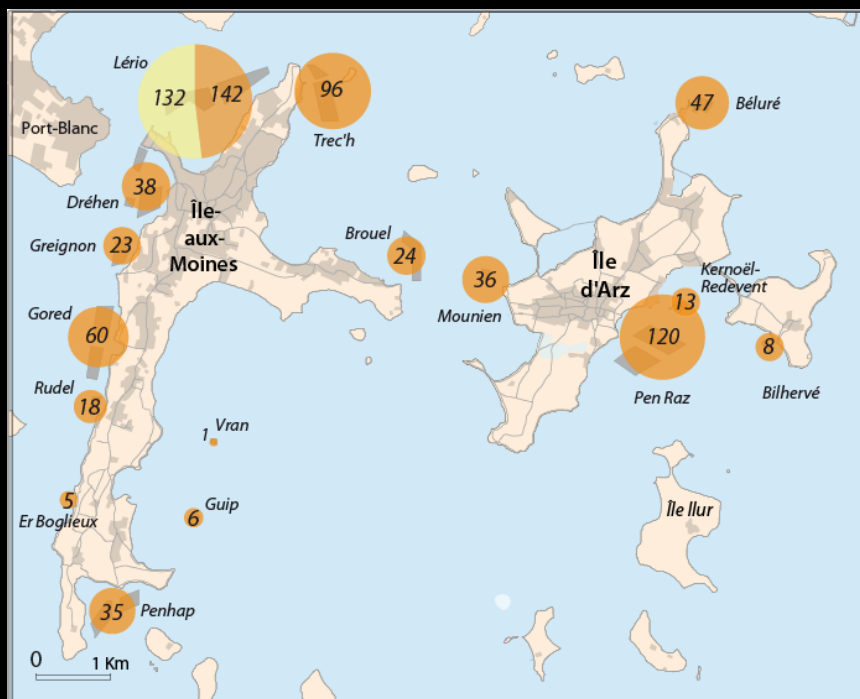 Lério
132
142
96
Trec'h
47
Béluré
Port-Blanc
38
Dréhen
Île-
aux-
Moines
Greignon
23
Brouel
24
36
Mounien
Île
d'Arz
Kernoël-
Redevent
13
120
Pen Raz
8
Bilhervé
Gored
60
Rudel
18
1
Vran
5
Er Boglieux
6
Guip
Île Ilur
35
Penhap
0
1 Km